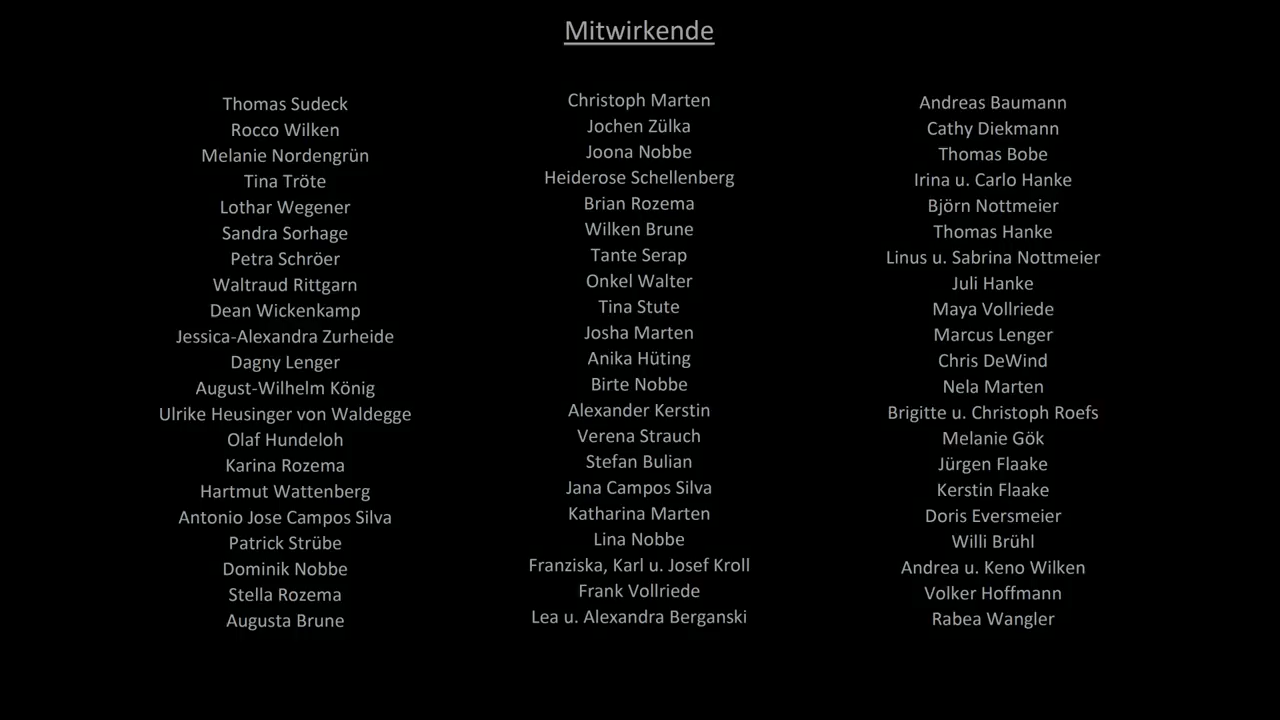 Mitwirkende
Thomas Sudeck
Rocco Wilken
Melanie Nordengrün
Tina Tröte
Lothar Wegener
Sandra Sorhage
Petra Schröer
Waltraud Rittgarn
Dean Wickenkamp
Jessica-Alexandra Zurheide
Dagny Lenger
August-Wilhelm König
Ulrike Heusinger von Waldegge
Olaf Hundeloh
Karina Rozema
Hartmut Wattenberg
Antonio Jose Campos Silva
Patrick Strübe
Dominik Nobbe
Stella Rozema
Augusta Brune
Christoph Marten
Jochen Zülka
Joona Nobbe
Heiderose Schellenberg
Brian Rozema
Wilken Brune
Tante Serap
Onkel Walter
Tina Stute
Josha Marten
Anika Hüting
Birte Nobbe
Alexander Kerstin
Verena Strauch
Stefan Bulian
Jana Campos Silva
Katharina Marten
Lina Nobbe
Franziska, Karl u. Josef Kroll
Frank Vollriede
Lea u. Alexandra Berganski
Andreas Baumann
Cathy Diekmann
Thomas Bobe
Irina u. Carlo Hanke
Björn Nottmeier
Thomas Hanke
Linus u. Sabrina Nottmeier
Juli Hanke
Maya Vollriede
Marcus Lenger
Chris DeWind
Nela Marten
Brigitte u. Christoph Roefs
Melanie Gök
Jürgen Flaake
Kerstin Flaake
Doris Eversmeier
Willi Brühl
Andrea u. Keno Wilken
Volker Hoffmann
Rabea Wangler